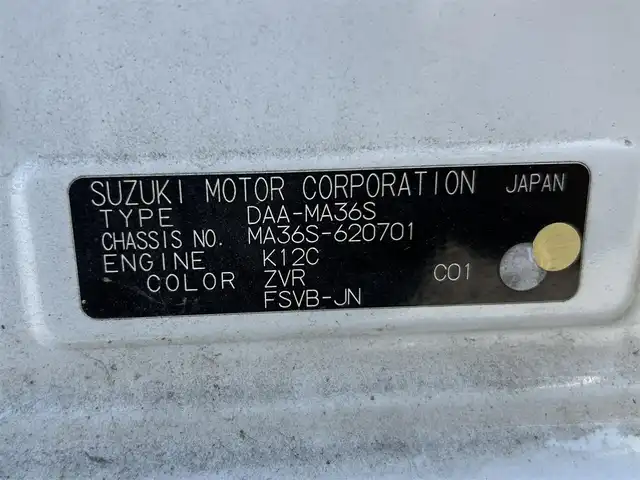 SUZUKI MOTOR CORPORATION JAPAN
TYPE DAA-MA36S
CHASSIS NO. MA36S-620701
ENGINE K12C
COLOR ZVR C01
FSVB-JN